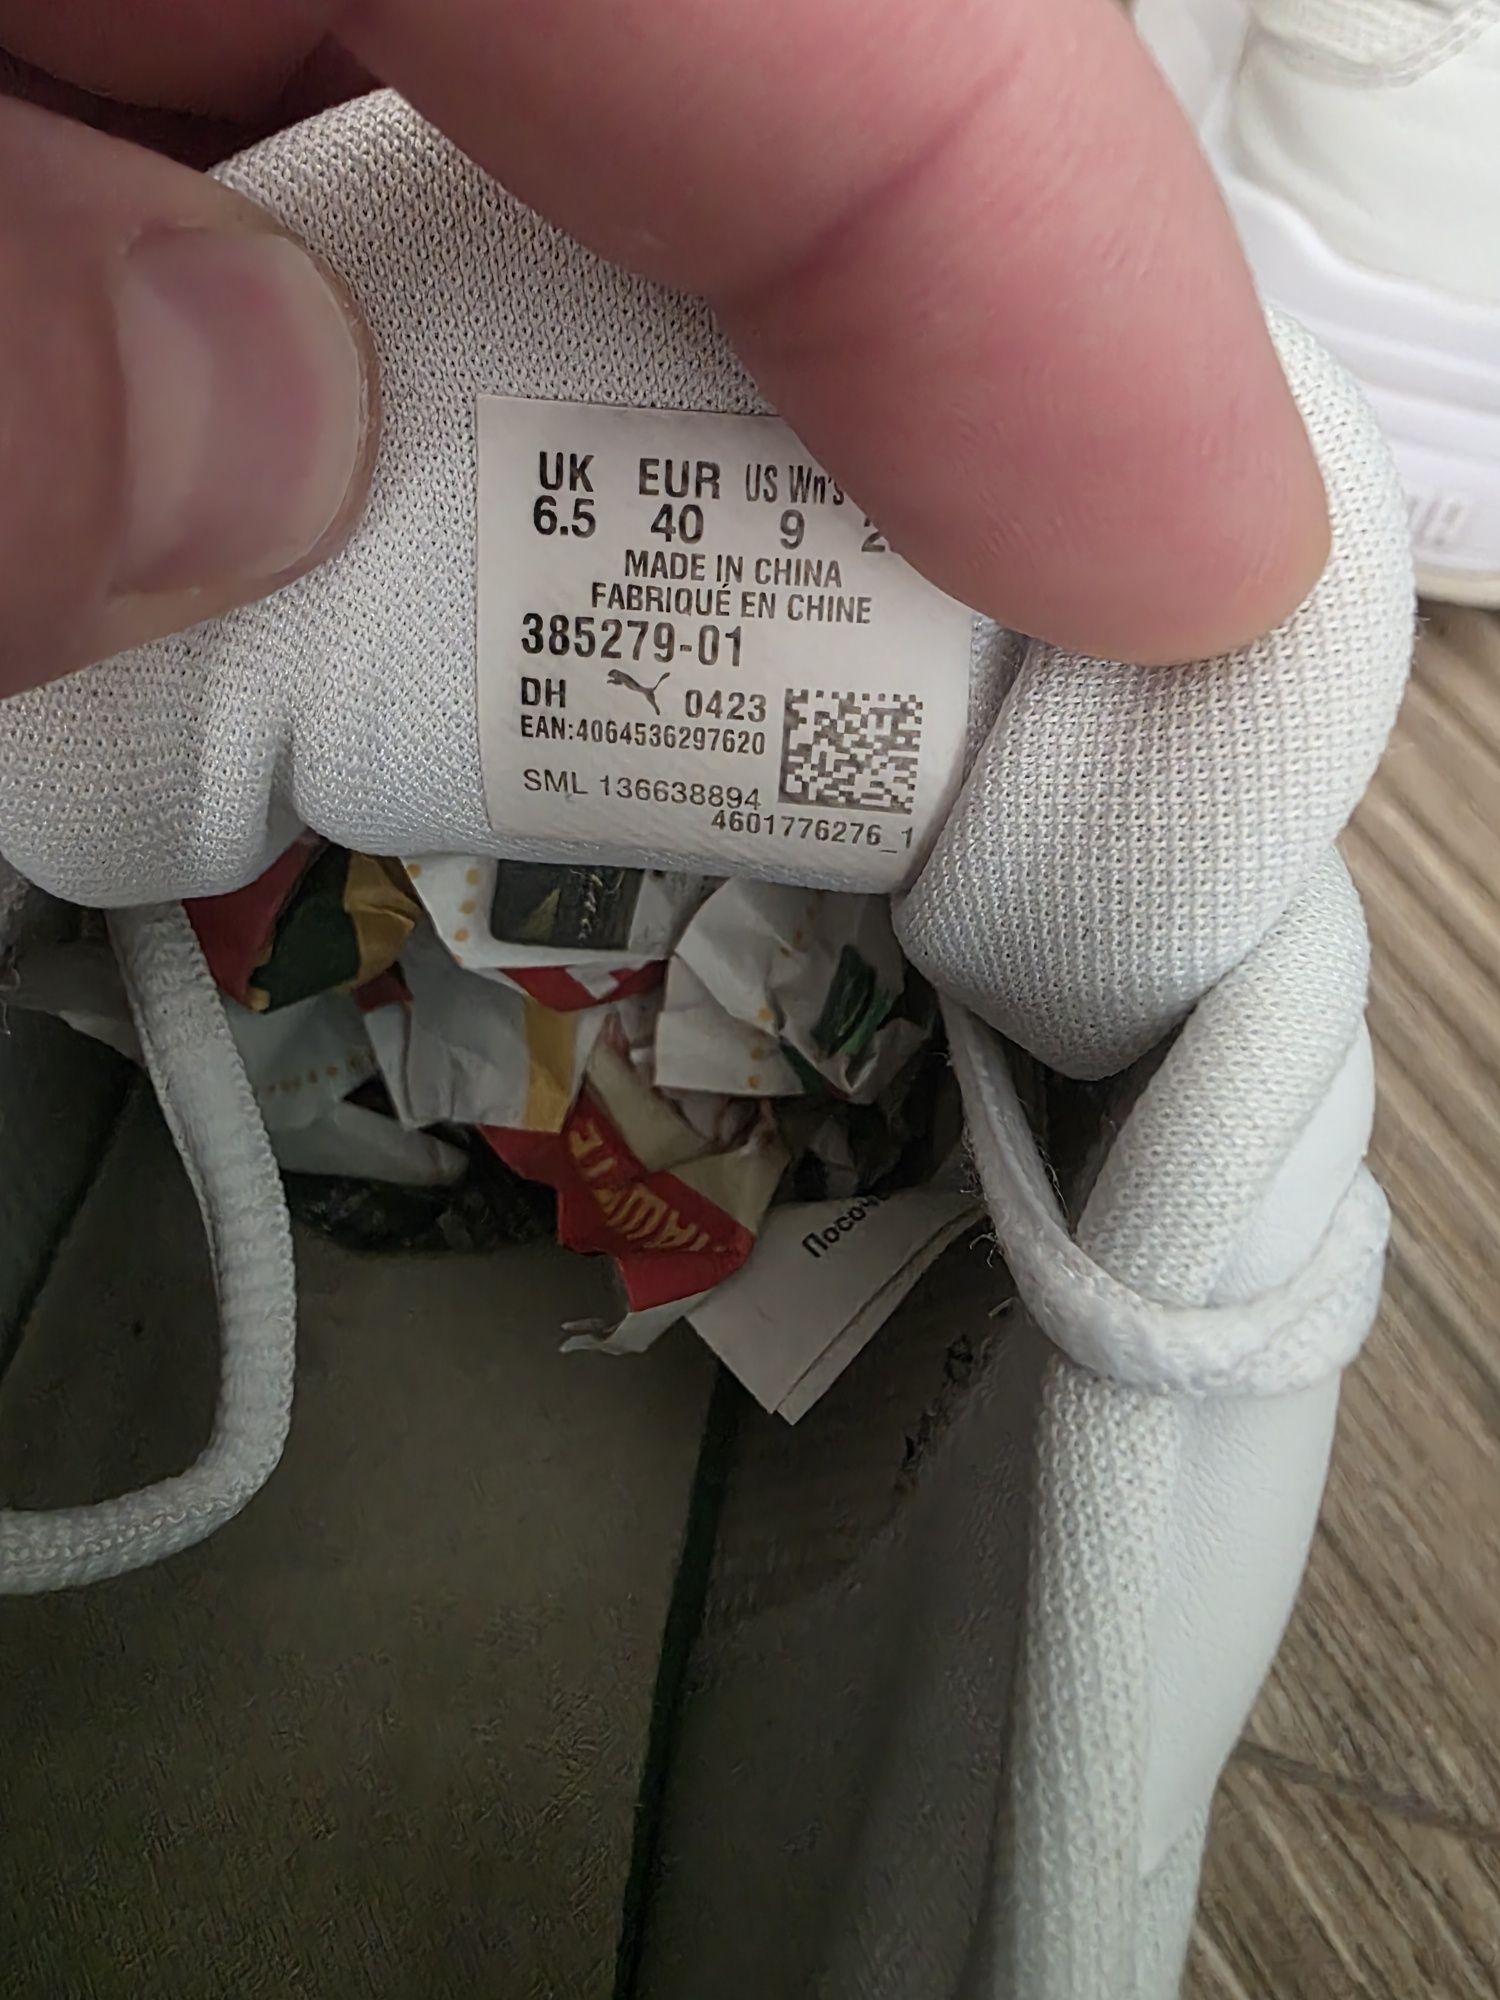 UK EUR US Wn's
6.5 40 9 2
MADE IN CHINA
FABRIQUÉ EN CHINE
385279-01
DH 0423
EAN:4064536297620
SML 136638894
4601776276_1